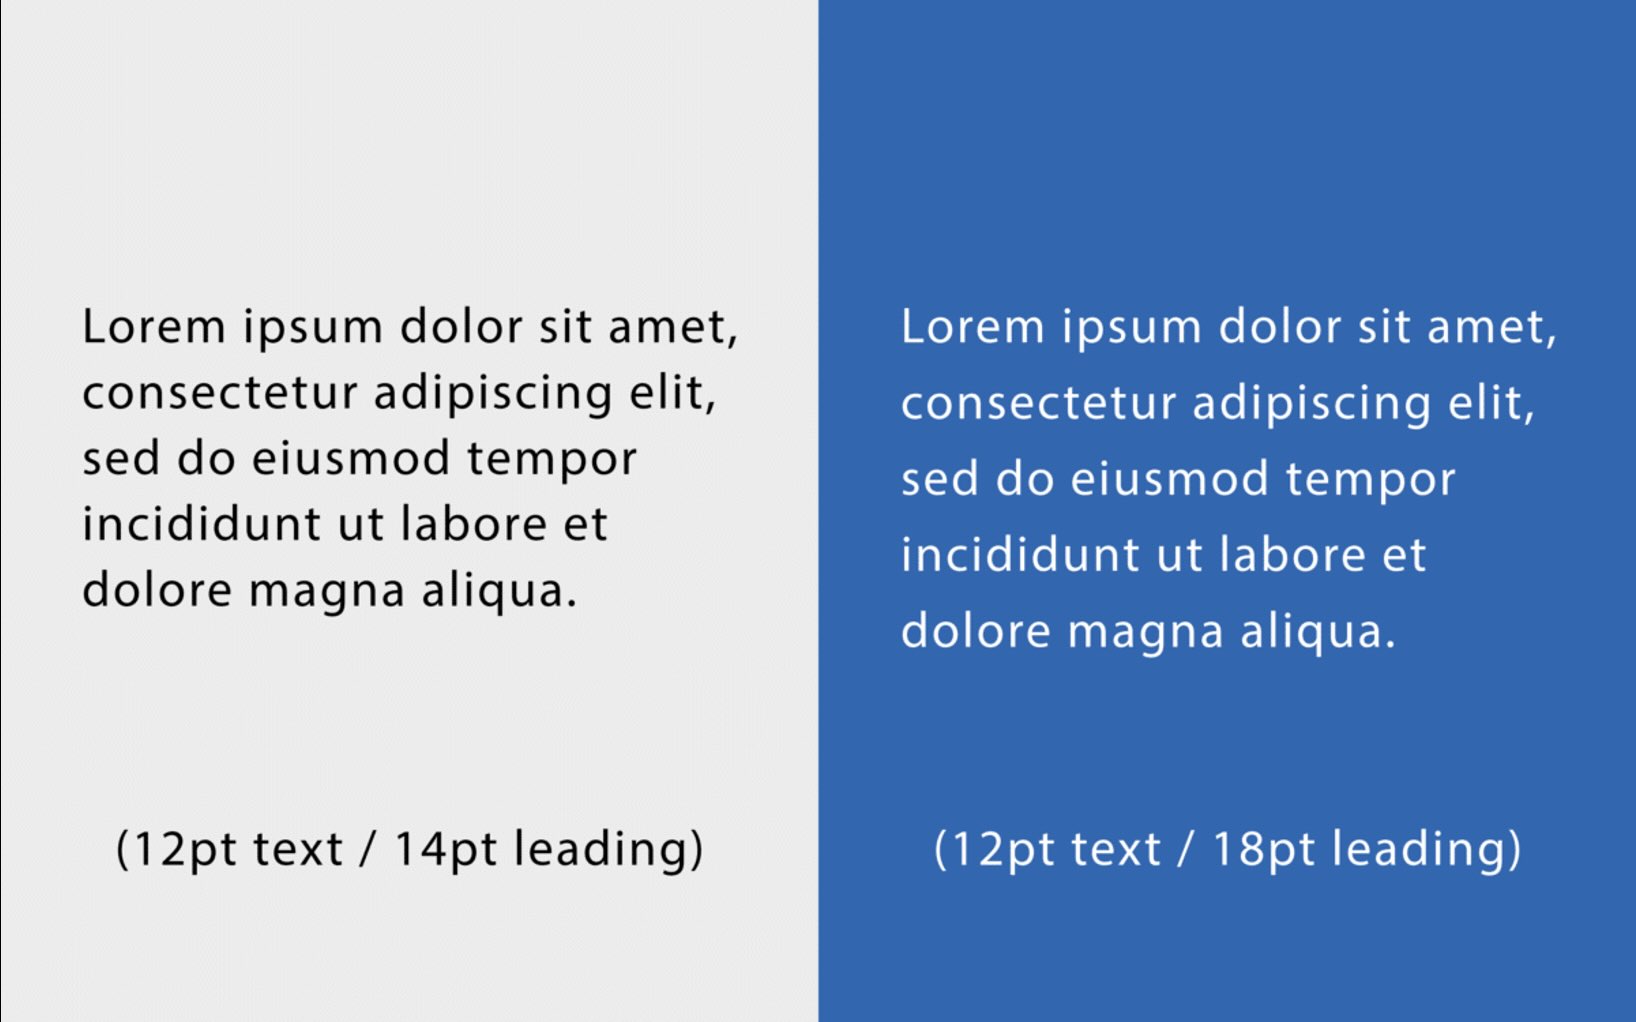 Lorem ipsum dolor sit amet,
consectetur adipiscing elit,
sed do eiusmod tempor
incididunt ut labore et
dolore magna aliqua.
(12pt text / 14pt leading)
Lorem ipsum dolor sit amet,
consectetur adipiscing elit,
sed do eiusmod tempor
incididunt ut labore et
dolore magna aliqua.
(12pt text / 18pt leading)